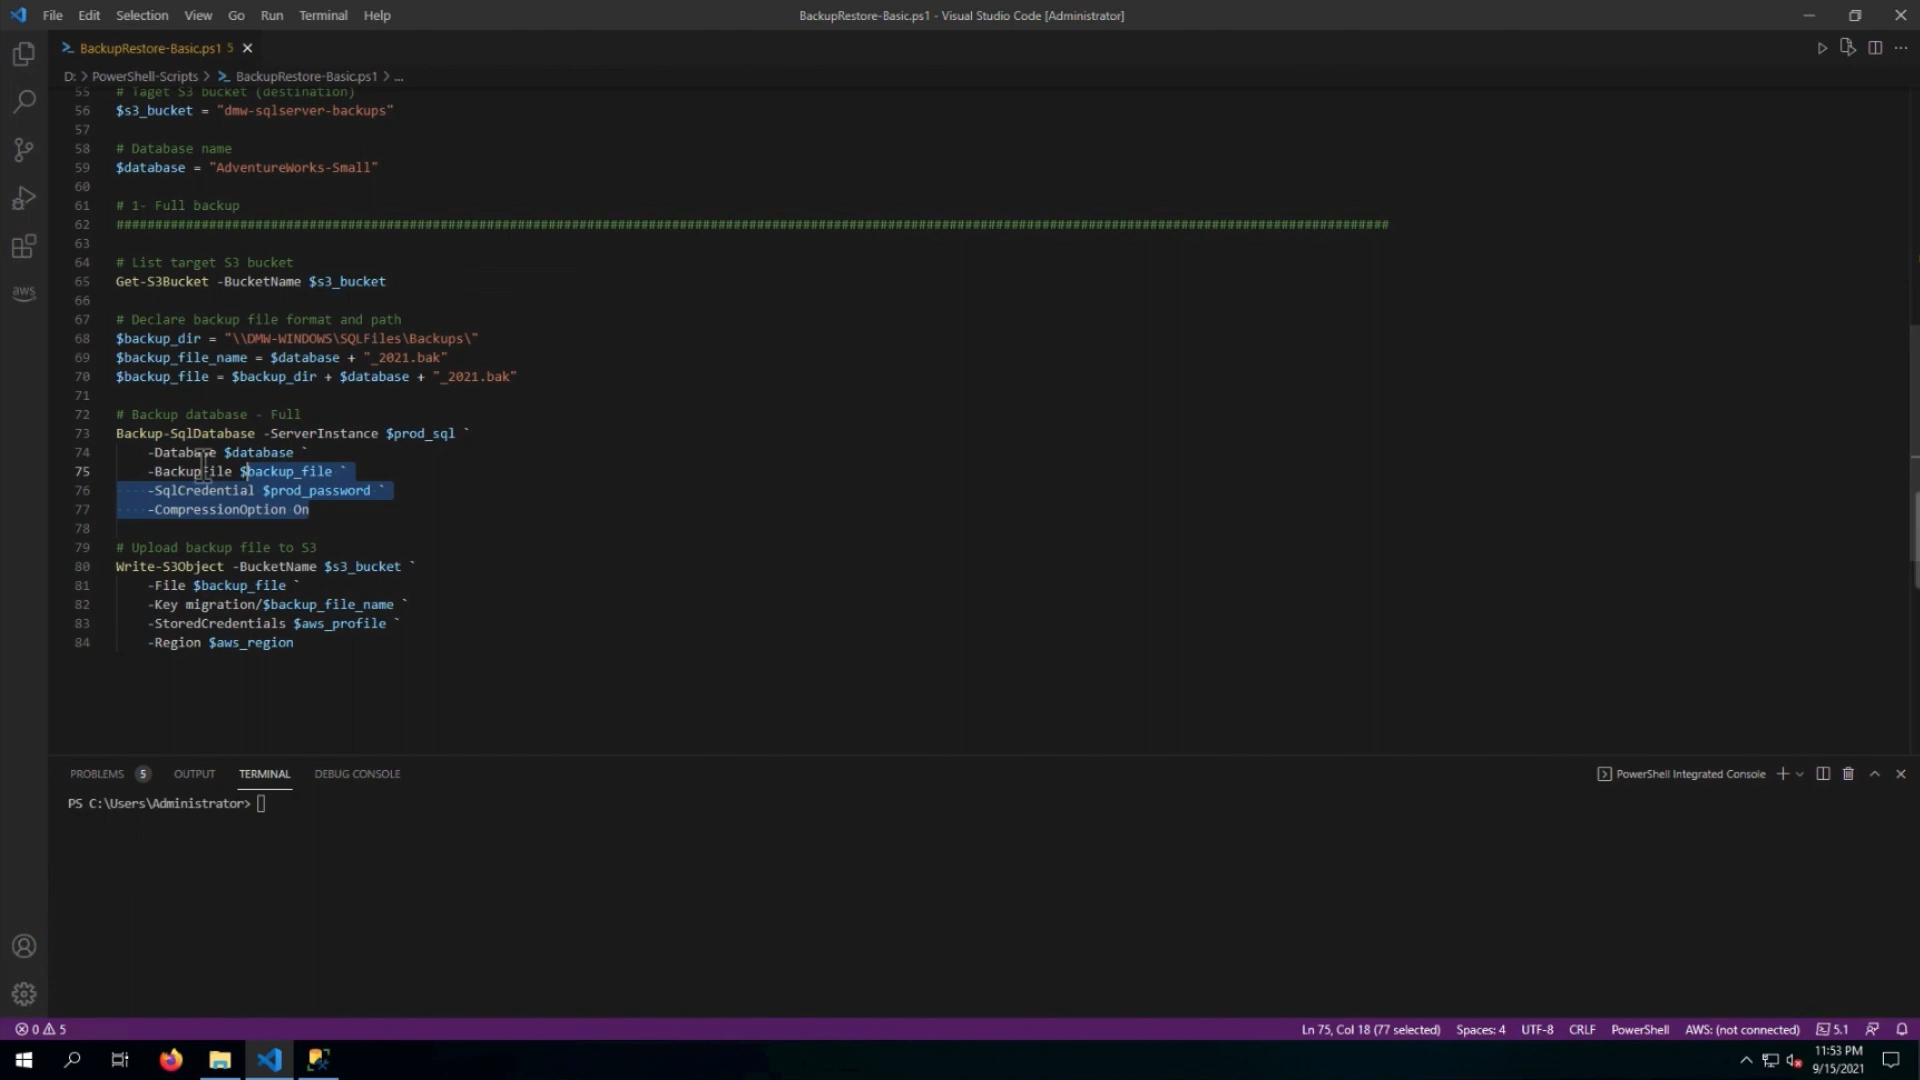 File Edit Selection View Go Run Terminal Help
BackupRestore-Basic.ps1 - Visual Studio Code [Administrator]
BackupRestore-Basic.ps1 5
D: > PowerShell-Scripts > BackupRestore-Basic.ps1 > ...
55 # Taget S3 bucket (destination)
56 $s3_bucket = "dmw-sqlserver-backups"
57
58 # Database name
59 $database = "AdventureWorks-Small"
60
61 # 1- Full backup
62 #####################################################################################################################################################################
63
64 # List target S3 bucket
65 Get-S3Bucket -BucketName $s3_bucket
66
67 # Declare backup file format and path
68 $backup_dir = "\\DMW-WINDOWS\SQLFiles\Backups\"
69 $backup_file_name = $database + "_2021.bak"
70 $backup_file = $backup_dir + $database + "_2021.bak"
71
72 # Backup database - Full
73 Backup-SqlDatabase -ServerInstance $prod_sql `
74 -Database $database `
75 -BackupFile $backup_file `
76 -SqlCredential $prod_password `
77 -CompressionOption On
78
79 # Upload backup file to S3
80 Write-S3Object -BucketName $s3_bucket `
81 -File $backup_file `
82 -Key migration/$backup_file_name `
83 -StoredCredentials $aws_profile `
84 -Region $aws_region
aws
PROBLEMS 5 OUTPUT TERMINAL DEBUG CONSOLE
PowerShell Integrated Console
PS C:\Users\Administrator>
0 5
Ln 75, Col 18 (77 selected) Spaces: 4 UTF-8 CRLF PowerShell AWS: (not connected) 5.1
11:53 PM
9/15/2021